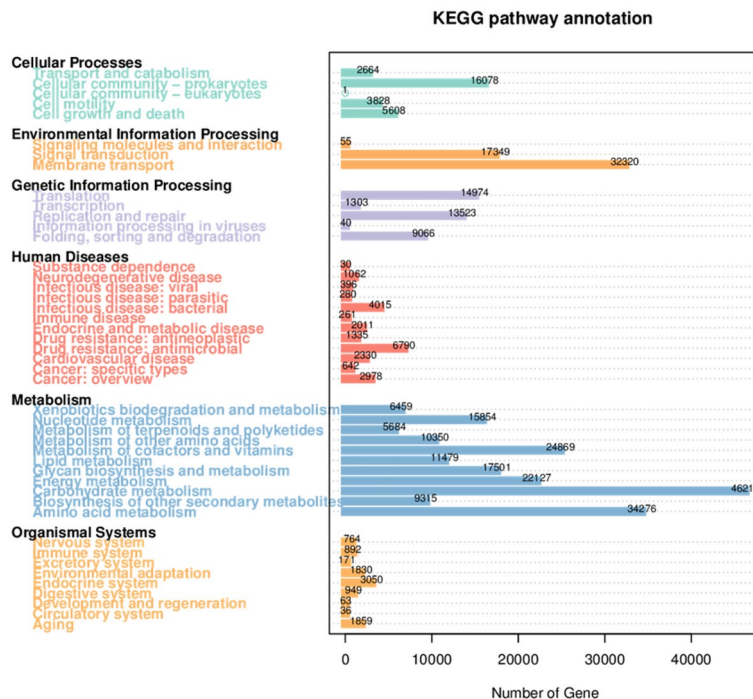 KEGG pathway annotation
Cellular Processes
Transport and catabolism 2664
Cellular community – prokaryotes 16078
Cellular community – eukaryotes 1
Cell motility 3828
Cell growth and death 5608
Environmental Information Processing
Signaling molecules and interaction 55
Signal transduction 17349
Membrane transport 32320
Genetic Information Processing
Translation 14974
Transcription 1303
Replication and repair 13523
Information processing in viruses 40
Folding, sorting and degradation 9066
Human Diseases
Substance dependence 30
Neurodegenerative disease 1062
Infectious disease: viral 396
Infectious disease: parasitic 280
Infectious disease: bacterial 4015
Immune disease 261
Endocrine and metabolic disease 2011
Drug resistance: antineoplastic 1335
Drug resistance: antimicrobial 6790
Cardiovascular disease 2330
Cancer: specific types 642
Cancer: overview 2978
Metabolism
Xenobiotics biodegradation and metabolism 6459
Nucleotide metabolism 15854
Metabolism of terpenoids and polyketides 5684
Metabolism of other amino acids 10350
Metabolism of cofactors and vitamins 24869
Lipid metabolism 11479
Glycan biosynthesis and metabolism 17501
Energy metabolism 22127
Carbohydrate metabolism 4621
Biosynthesis of other secondary metabolites 9315
Amino acid metabolism 34276
Organismal Systems
Nervous system 764
Immune system 892
Excretory system 171
Environmental adaptation 1830
Endocrine system 3050
Digestive system 949
Development and regeneration 63
Circulatory system 36
Aging 1859
0 10000 20000 30000 40000
Number of Gene